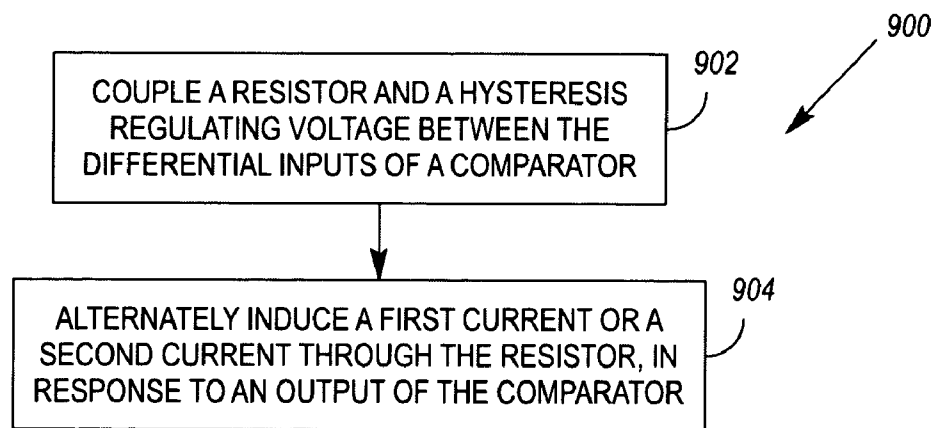 900
902
COUPLE A RESISTOR AND A HYSTERESIS
REGULATING VOLTAGE BETWEEN THE
DIFFERENTIAL INPUTS OF A COMPARATOR
904
ALTERNATELY INDUCE A FIRST CURRENT OR A
SECOND CURRENT THROUGH THE RESISTOR, IN
RESPONSE TO AN OUTPUT OF THE COMPARATOR